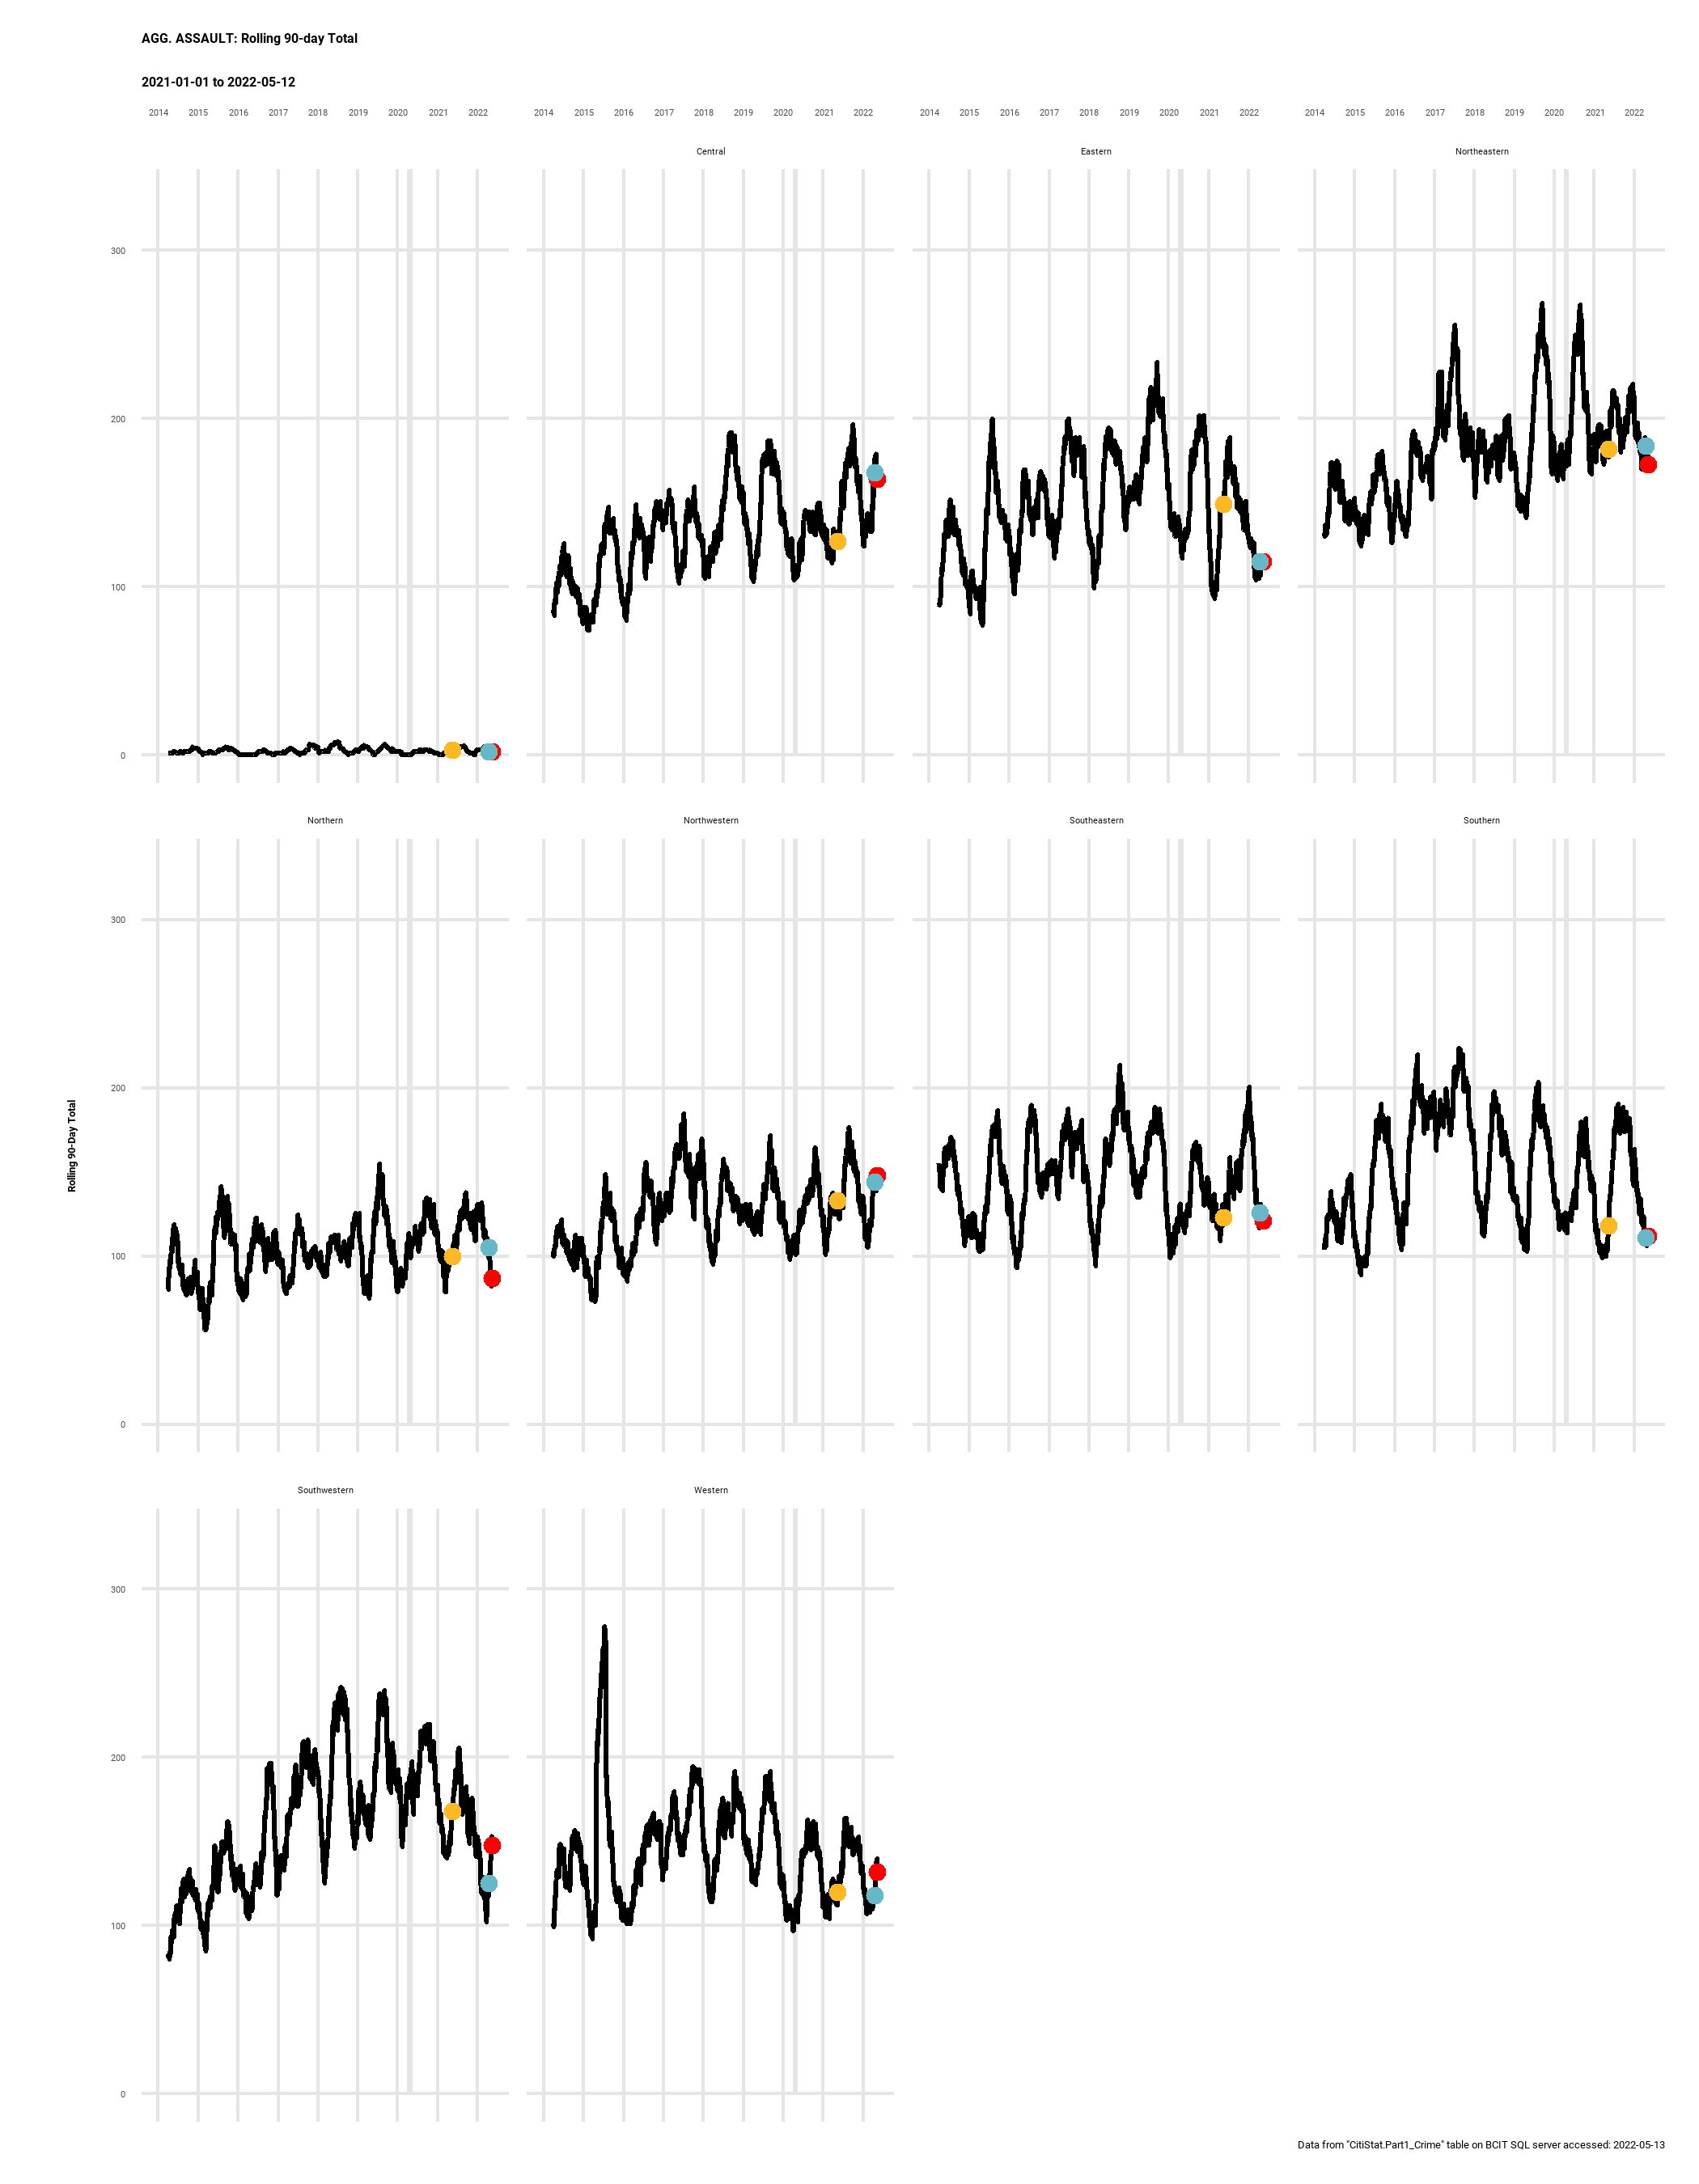 AGG. ASSAULT: Rolling 90-day Total
2021-01-01 to 2022-05-12
2014 2015 2016 2017 2018 2019 2020 2021 2022 2014 2015 2016 2017 2018 2019 2020 2021 2022 2014 2015 2016 2017 2018 2019 2020 2021 2022 2014 2015 2016 2017 2018 2019 2020 2021 2022
Central Eastern Northeastern
300
200
100
0
Northern Northwestern Southeastern Southern
300
200
100
0
Rolling 90-Day Total
Southwestern Western
300
200
100
0
Data from "CitiStat.Part1_Crime" table on BCIT SQL server accessed: 2022-05-13